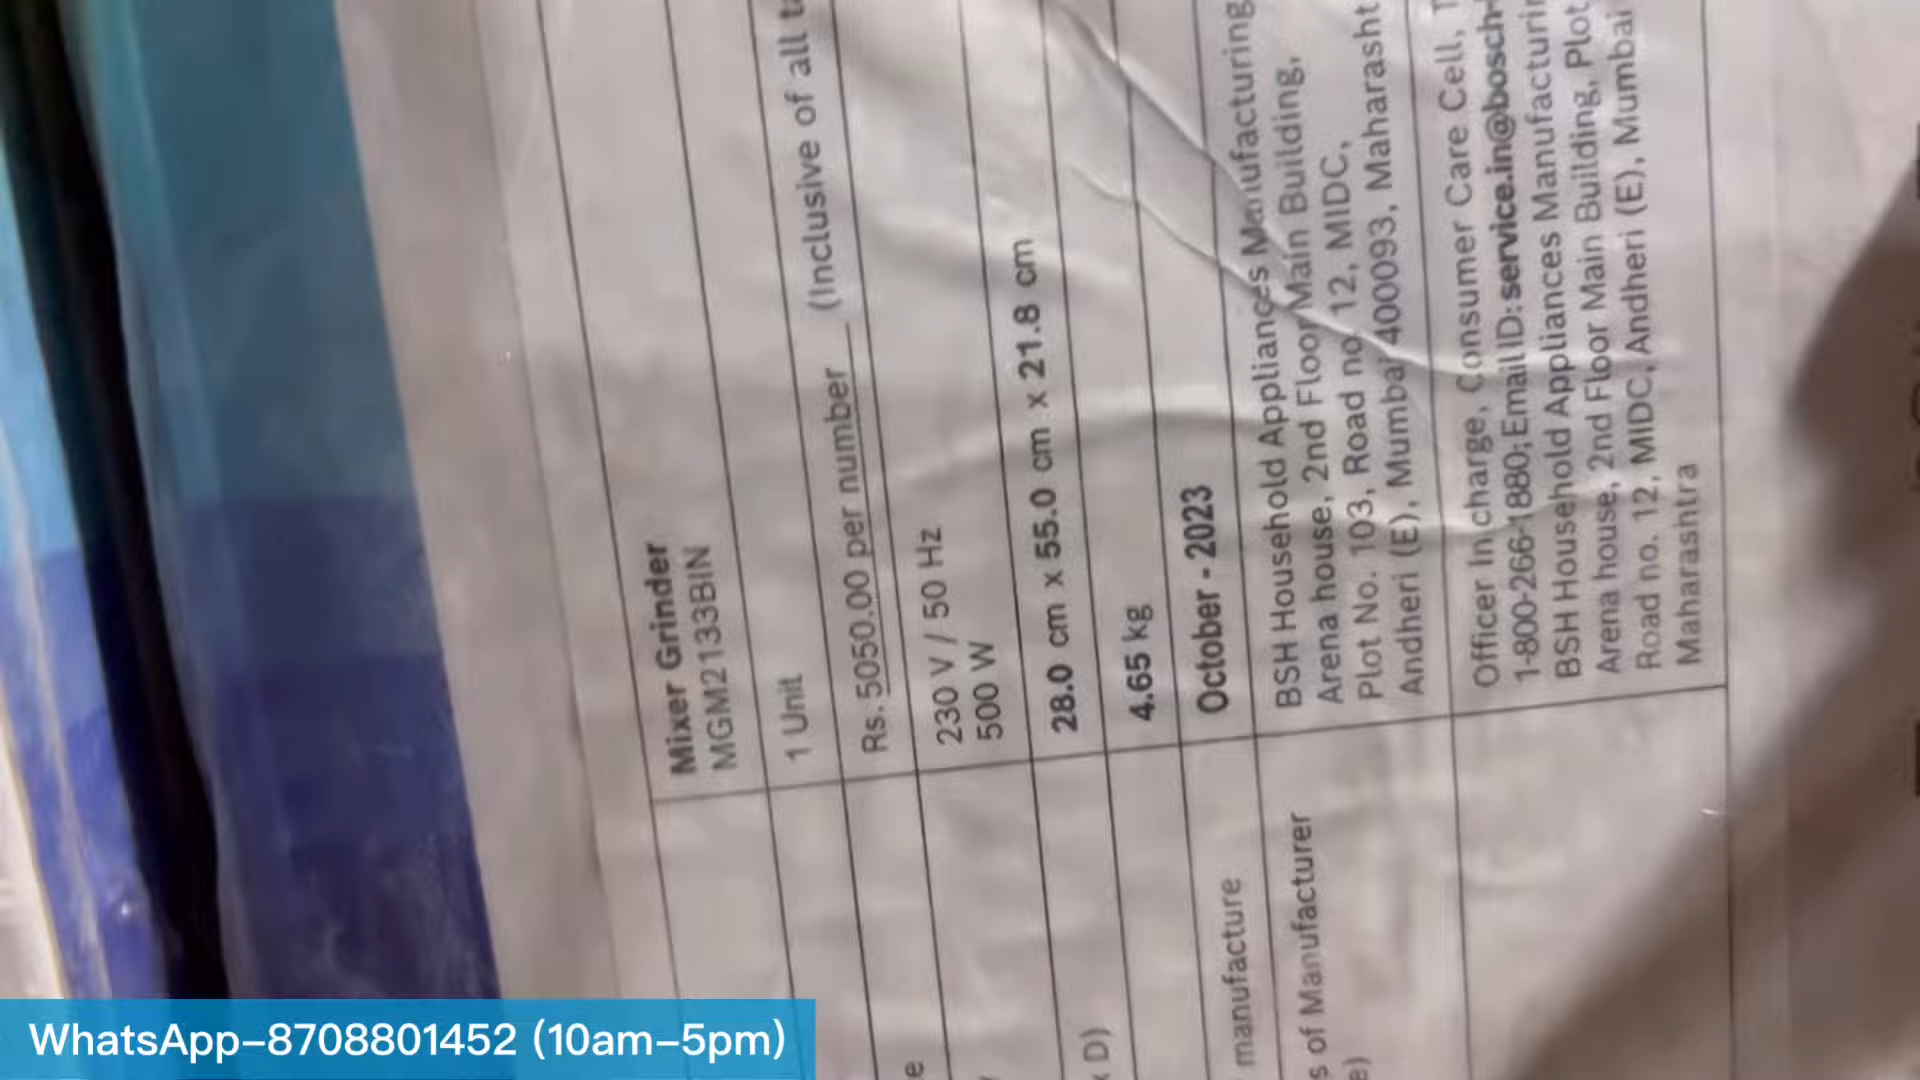 Mixer Grinder
MGM2133BIN
1 Unit
Rs. 5050.00 per number (Inclusive of all
230 V / 50 Hz
500 W
28.0 cm x 55.0 cm x 21.8 cm
D)
4.65 kg
manufacture
October - 2023
s of Manufacturer
e)
BSH Household Appliances Manufacturing
Arena house, 2nd Floor Main Building,
Plot No. 103, Road no. 12, MIDC,
Andheri (E), Mumbai 400093, Maharasht
Officer In charge, Consumer Care Cell,
1-800-266-1880; Email ID: service.in@bosch-
BSH Household Appliances Manufacturin
Arena house, 2nd Floor Main Building, Plot
Road no. 12, MIDC, Andheri (E), Mumbai
Maharashtra
WhatsApp–8708801452 (10am–5pm)